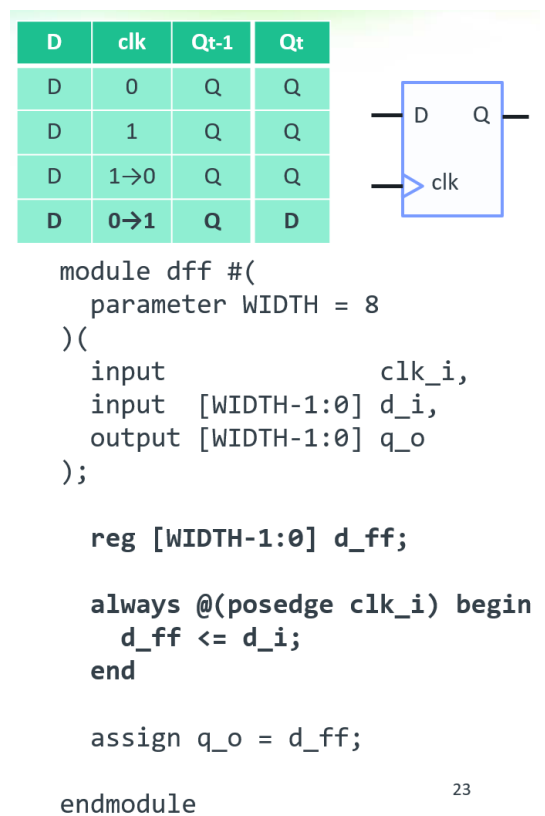 D clk Qt-1 Qt
D 0 Q Q
D 1 Q Q
D 1→0 Q Q
D 0→1 Q D
D Q
clk
module dff #(
  parameter WIDTH = 8
)(
  input              clk_i,
  input  [WIDTH-1:0] d_i,
  output [WIDTH-1:0] q_o
);
  reg [WIDTH-1:0] d_ff;
  always @(posedge clk_i) begin
    d_ff <= d_i;
  end
  assign q_o = d_ff;
endmodule
23